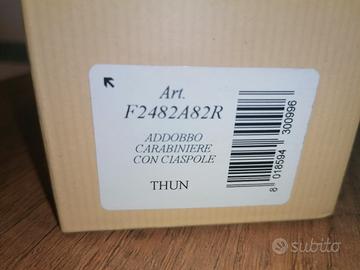 Art.
F2482A82R
ADDOBBO
CARABINIERE
CON CIASPOLE
THUN
8 018594 300996
subito